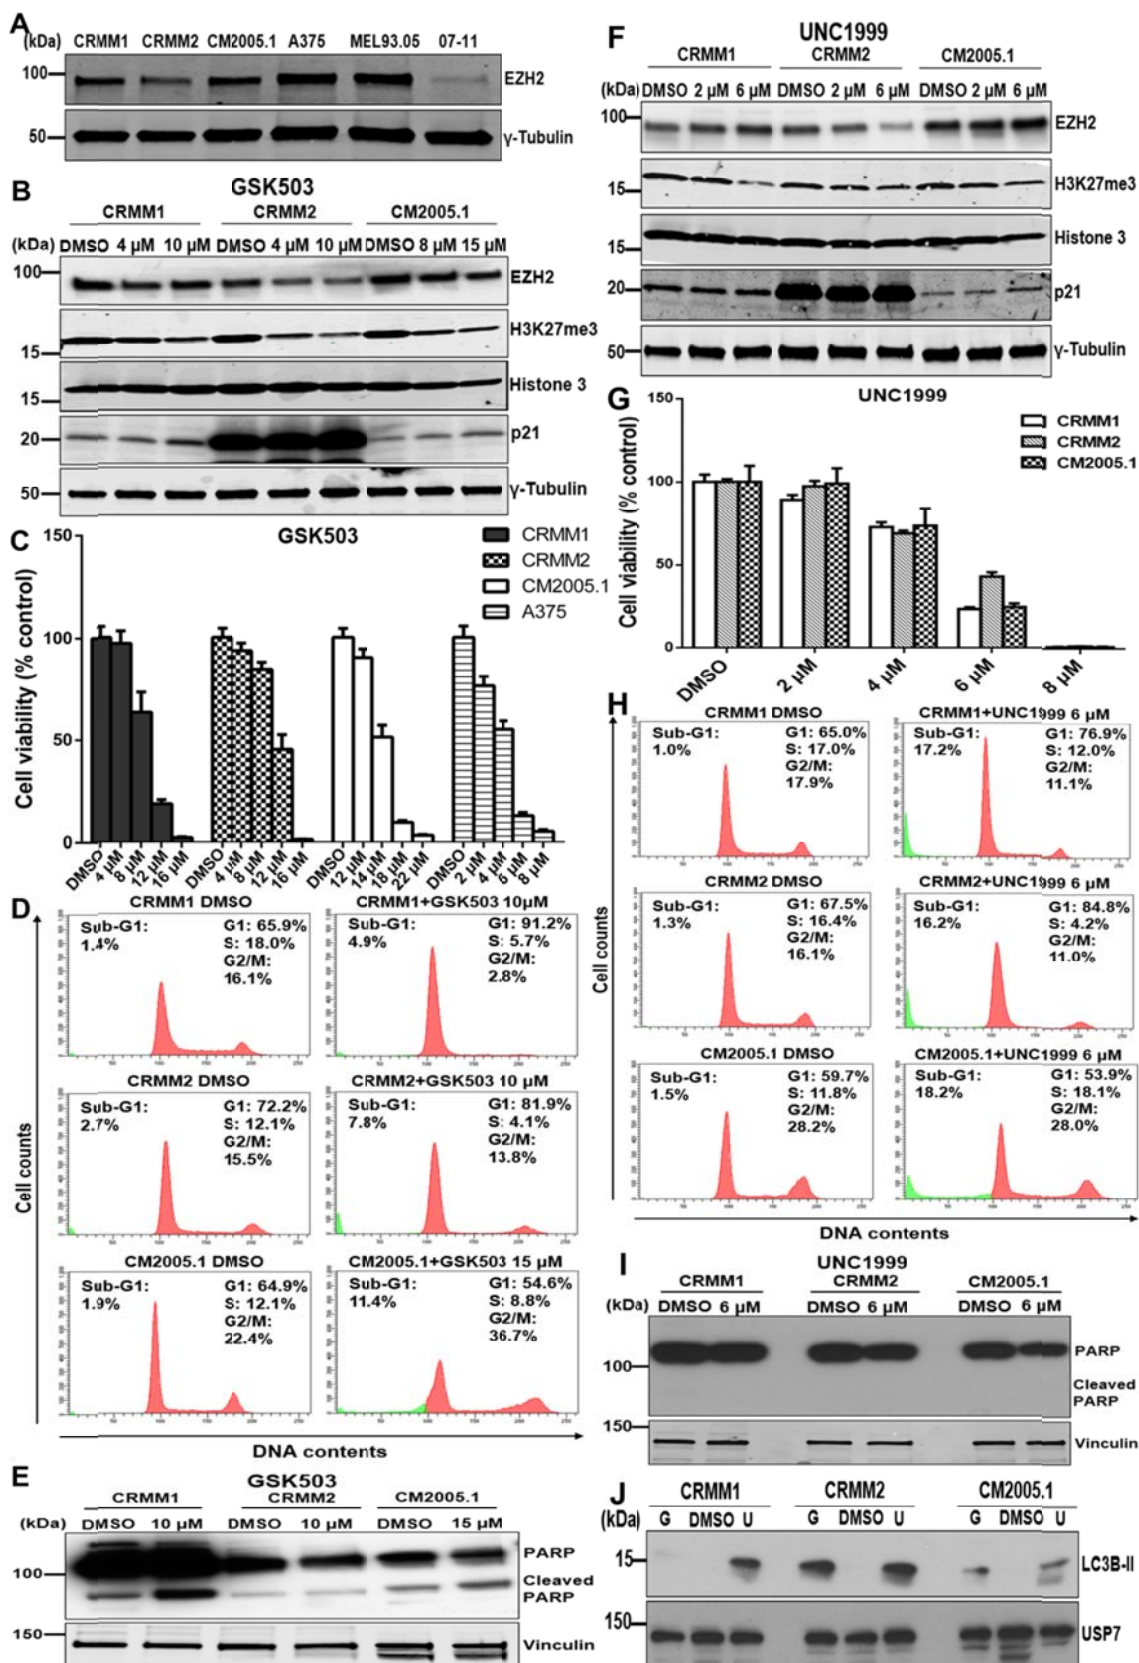 A
(kDa) CRMM1 CRMM2 CM2005.1 A375 MEL93.05 07-11
100 EZH2
50 γ-Tubulin
B
GSK503
CRMM1 CRMM2 CM2005.1
(kDa) DMSO 4 µM 10 µM DMSO 4 µM 10 µM DMSO 8 µM 15 µM
100 EZH2
H3K27me3
15
Histone 3
15
20 p21
50 γ-Tubulin
C
GSK503
Cell viability (% control)
150
100
50
0
CRMM1
CRMM2
CM2005.1
A375
DMSO 4 µM 8 µM 12 µM 16 µM DMSO 4 µM 8 µM 12 µM 16 µM DMSO 12 µM 14 µM 18 µM 22 µM DMSO 2 µM 4 µM 6 µM 8 µM
D
Cell counts
CRMM1 DMSO
Sub-G1: G1: 65.9%
1.4% S: 18.0%
G2/M:
16.1%
CRMM1+GSK503 10µM
Sub-G1: G1: 91.2%
4.9% S: 5.7%
G2/M:
2.8%
CRMM2 DMSO
Sub-G1: G1: 72.2%
2.7% S: 12.1%
G2/M:
15.5%
CRMM2+GSK503 10 µM
Sub-G1: G1: 81.9%
7.8% S: 4.1%
G2/M:
13.8%
CM2005.1 DMSO
Sub-G1: G1: 64.9%
1.9% S: 12.1%
G2/M:
22.4%
CM2005.1+GSK503 15 µM
Sub-G1: G1: 54.6%
11.4% S: 8.8%
G2/M:
36.7%
DNA contents
E
GSK503
CRMM1 CRMM2 CM2005.1
(kDa) DMSO 10 µM DMSO 10 µM DMSO 15 µM
PARP
100
Cleaved
PARP
150
Vinculin
F
UNC1999
CRMM1 CRMM2 CM2005.1
(kDa) DMSO 2 µM 6 µM DMSO 2 µM 6 µM DMSO 2 µM 6 µM
100 EZH2
H3K27me3
15
Histone 3
15
20 p21
50 γ-Tubulin
G
UNC1999
Cell viability (% control)
150
100
50
0
CRMM1
CRMM2
CM2005.1
DMSO 2 µM 4 µM 6 µM 8 µM
H
Cell counts
CRMM1 DMSO
Sub-G1: G1: 65.0%
1.0% S: 17.0%
G2/M:
17.9%
CRMM1+UNC1999 6 µM
Sub-G1: G1: 76.9%
17.2% S: 12.0%
G2/M:
11.1%
CRMM2 DMSO
Sub-G1: G1: 67.5%
1.3% S: 16.4%
G2/M:
16.1%
CRMM2+UNC1999 6 µM
Sub-G1: G1: 84.8%
16.2% S: 4.2%
G2/M:
11.0%
CM2005.1 DMSO
Sub-G1: G1: 59.7%
1.5% S: 11.8%
G2/M:
28.2%
CM2005.1+UNC1999 6 µM
Sub-G1: G1: 53.9%
18.2% S: 18.1%
G2/M:
28.0%
DNA contents
I
UNC1999
CRMM1 CRMM2 CM2005.1
(kDa) DMSO 6 µM DMSO 6 µM DMSO 6 µM
PARP
100
Cleaved
PARP
150
Vinculin
J
CRMM1 CRMM2 CM2005.1
(kDa) G DMSO U G DMSO U G DMSO U
15 LC3B-II
150 USP7